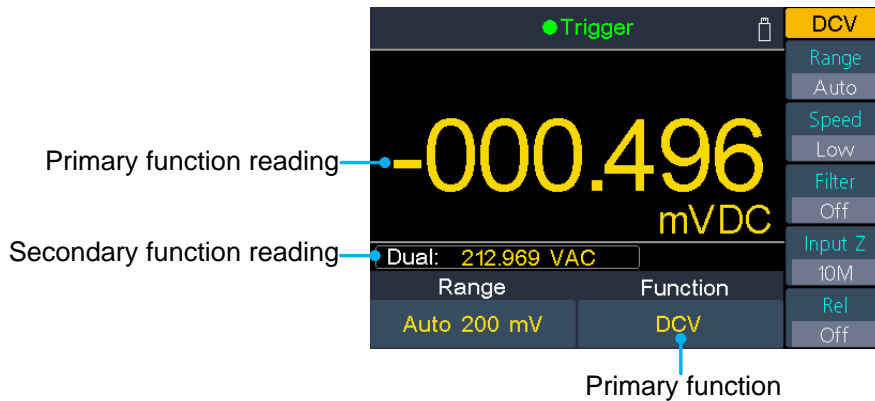 Trigger
DCV
Range
Auto
Speed
Low
Filter
Off
Input Z
10M
Rel
Off
Primary function reading
-000.496
mVDC
Secondary function reading
Dual: 212.969 VAC
Range
Function
Auto 200 mV
DCV
Primary function